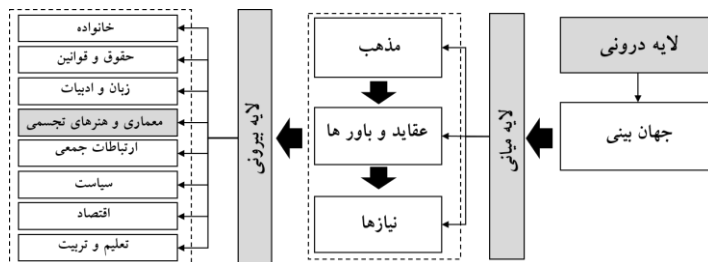 لایه درونی
جهان بینی
لایه میانی
مذهب
عقاید و باور ها
نیازها
لایه بیرونی
خانواده
حقوق و قوانین
زبان و ادبیات
معماری و هنرهای تجسمی
ارتباطات جمعی
سیاست
اقتصاد
تعلیم و تربیت